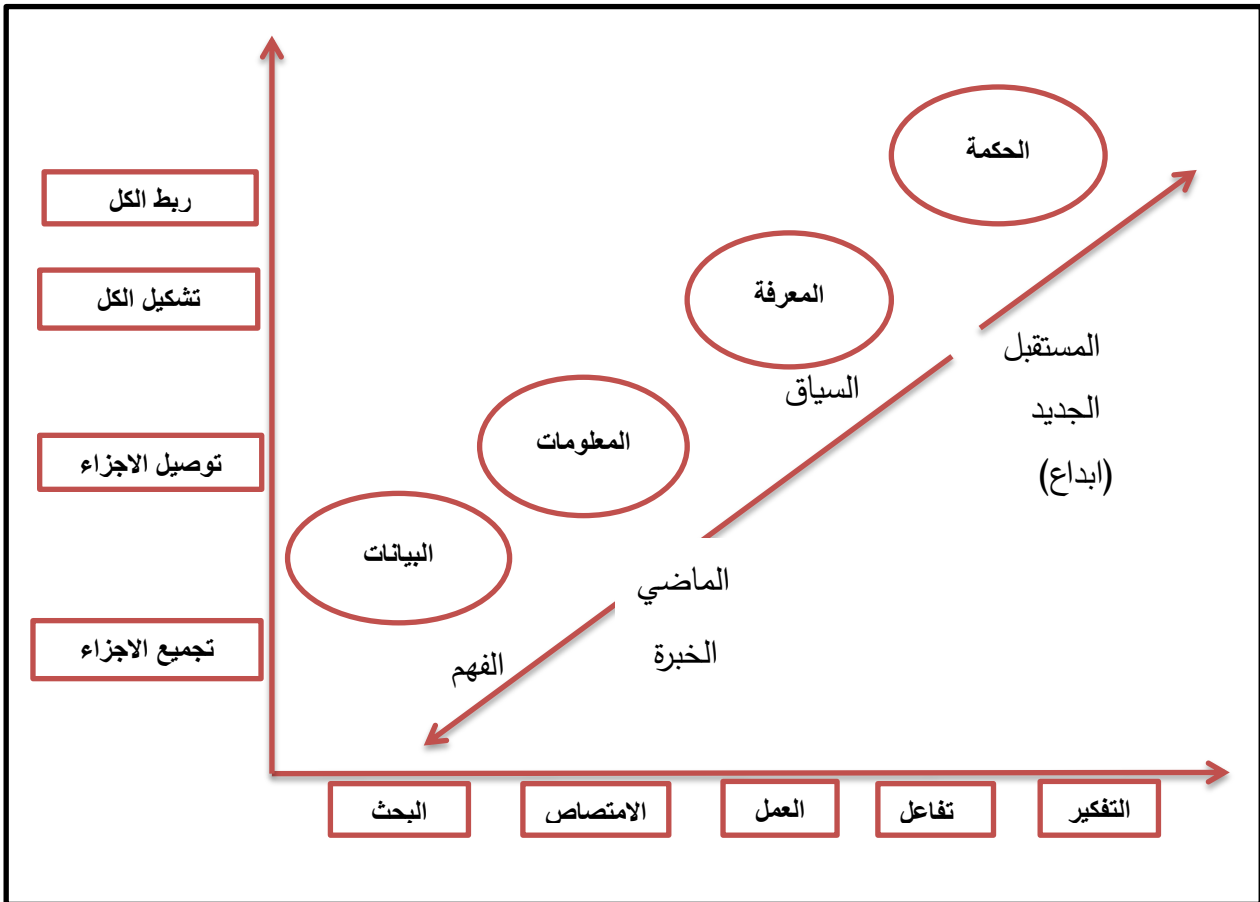 الحكمة
ربط الكل
تشكيل الكل
المعرفة
المستقبل
السياق
الجديد
المعلومات
توصيل الاجزاء
(ابداع)
البيانات
الماضي
تجميع الاجزاء
الخبرة
الفهم
البحث
الامتصاص
العمل
تفاعل
التفكير